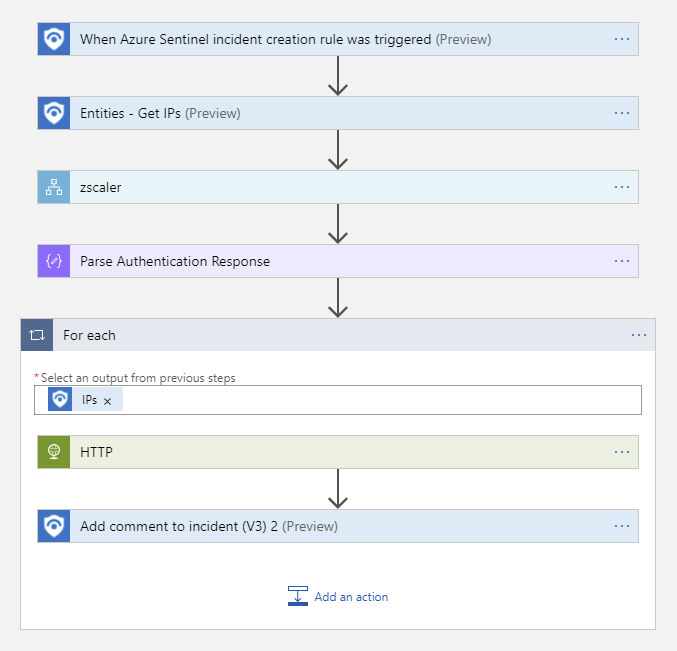 When Azure Sentinel incident creation rule was triggered (Preview)
Entities - Get IPs (Preview)
zscaler
Parse Authentication Response
For each
*Select an output from previous steps
IPs ×
HTTP
Add comment to incident (V3) 2 (Preview)
Add an action